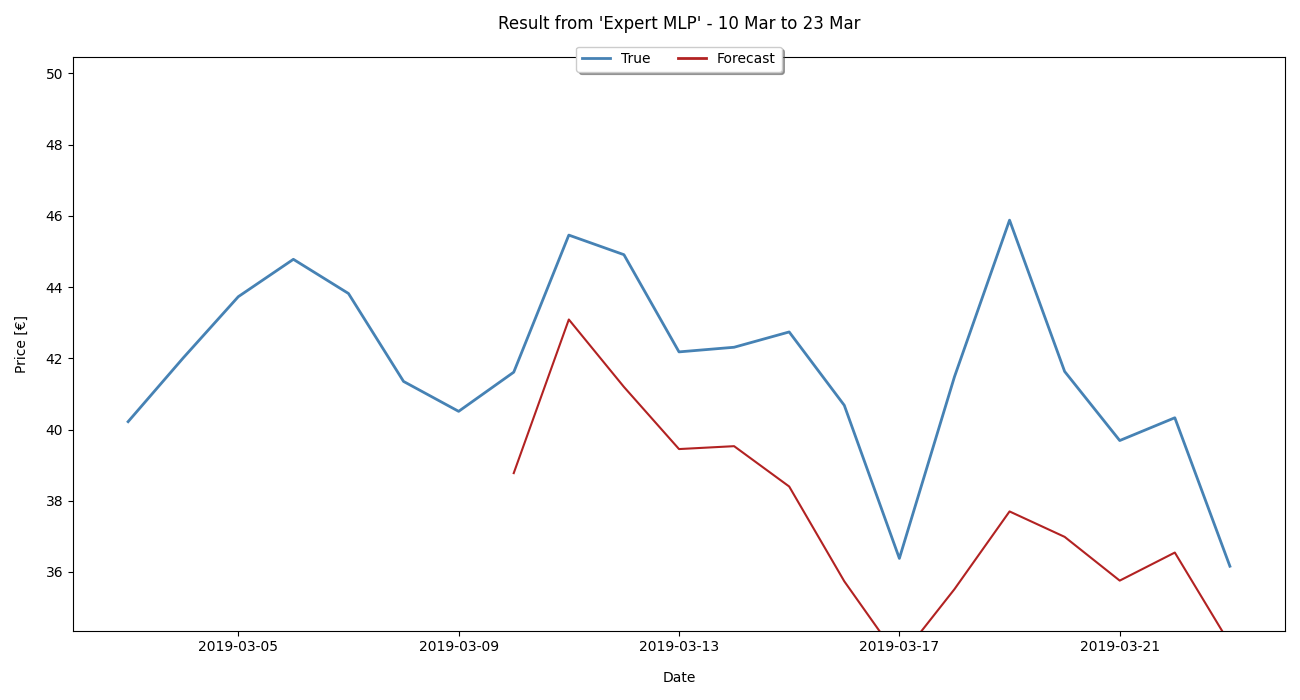 Result from 'Expert MLP' - 10 Mar to 23 Mar
True Forecast
50
48
46
44
42
40
38
36
Price [€]
2019-03-05 2019-03-09 2019-03-13 2019-03-17 2019-03-21
Date